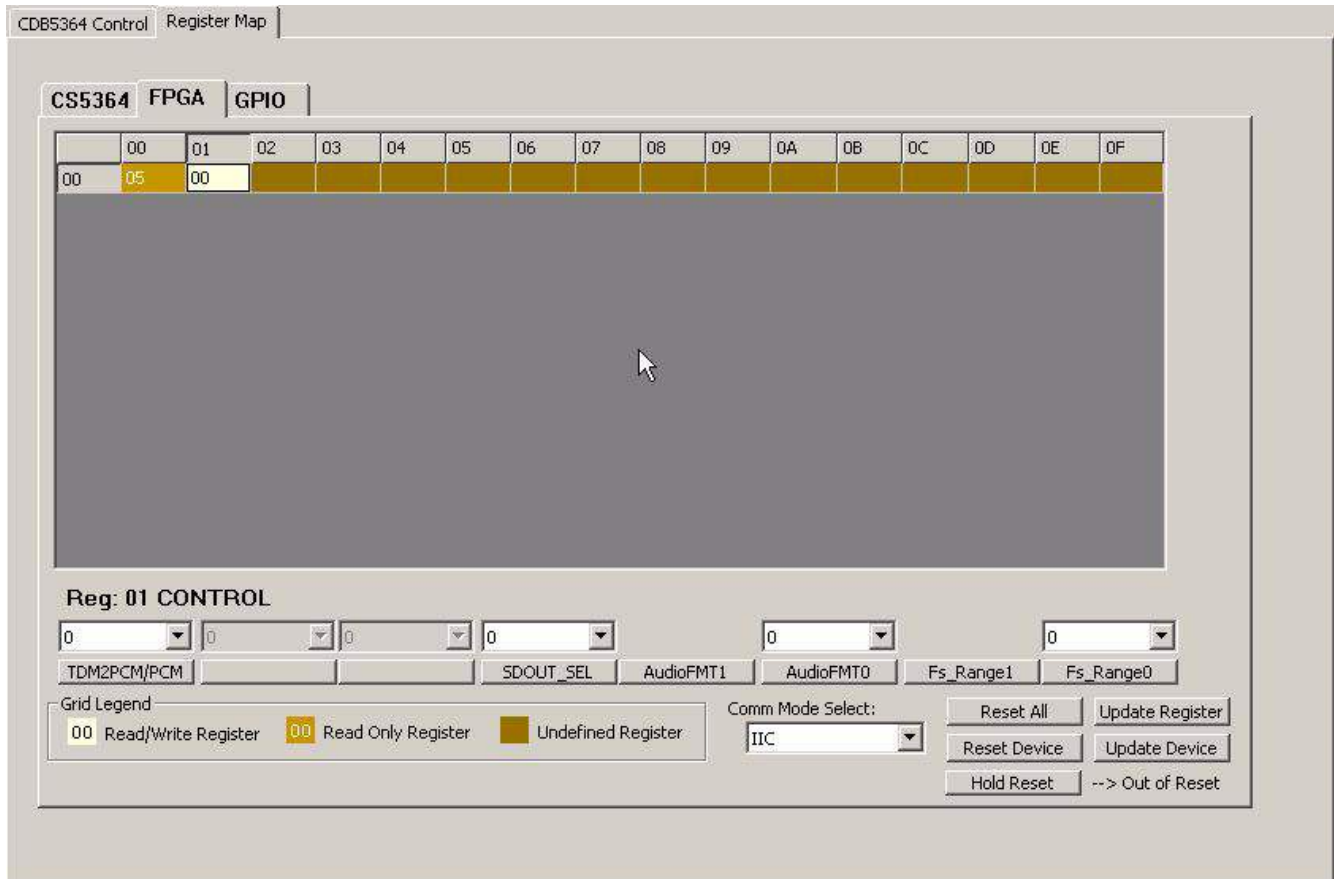 CDB5364 Control Register Map
CS5364 FPGA GPIO
00 01 02 03 04 05 06 07 08 09 0A 0B 0C 0D 0E 0F
00 05 00
Reg: 01 CONTROL
0 0 0 0 0 0
TDM2PCM/PCM SDOUT_SEL AudioFMT1 AudioFMT0 Fs_Range1 Fs_Range0
Grid Legend
00 Read/Write Register 00 Read Only Register Undefined Register
Comm Mode Select:
IIC
Reset All Update Register
Reset Device Update Device
Hold Reset --> Out of Reset